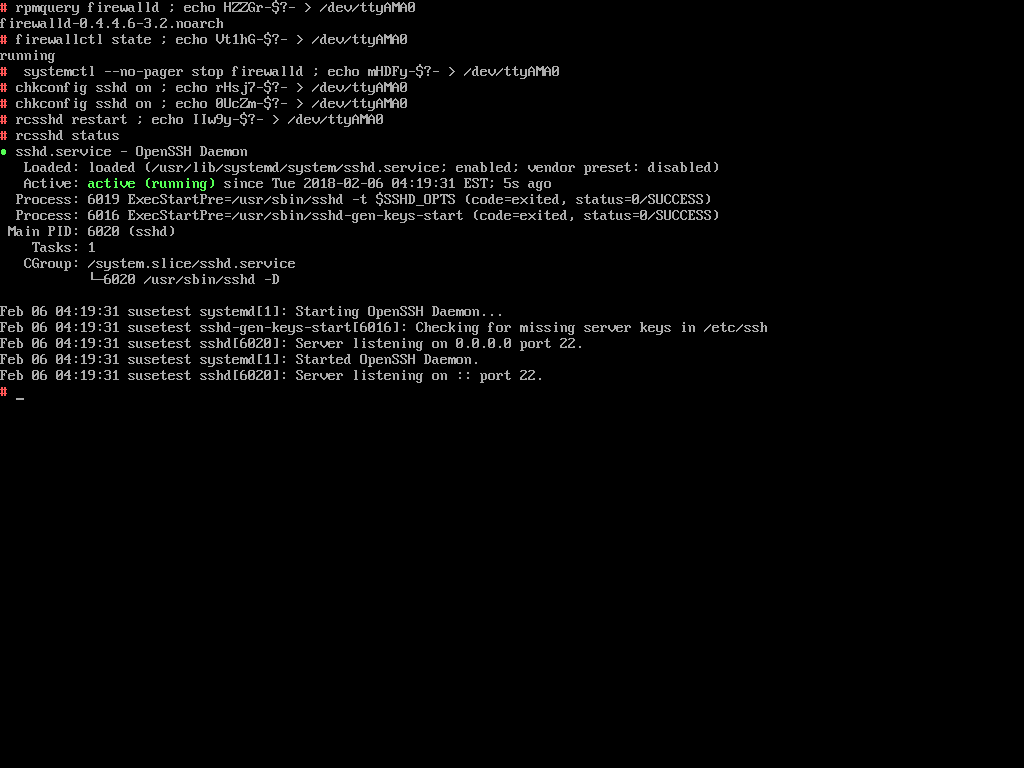 # rpmquery firewalld ; echo HZZGr-$?- > /dev/ttyAMA0
firewalld-0.4.4.6-3.2.noarch
# firewallctl state ; echo Vt1hG-$?- > /dev/ttyAMA0
running
#  systemctl --no-pager stop firewalld ; echo mHDFy-$?- > /dev/ttyAMA0
# chkconfig sshd on ; echo rHsj7-$?- > /dev/ttyAMA0
# chkconfig sshd on ; echo 0UcZm-$?- > /dev/ttyAMA0
# rcsshd restart ; echo IIw9y-$?- > /dev/ttyAMA0
# rcsshd status
● sshd.service - OpenSSH Daemon
   Loaded: loaded (/usr/lib/systemd/system/sshd.service; enabled; vendor preset: disabled)
   Active: active (running) since Tue 2018-02-06 04:19:31 EST; 5s ago
  Process: 6019 ExecStartPre=/usr/sbin/sshd -t $SSHD_OPTS (code=exited, status=0/SUCCESS)
  Process: 6016 ExecStartPre=/usr/sbin/sshd-gen-keys-start (code=exited, status=0/SUCCESS)
 Main PID: 6020 (sshd)
    Tasks: 1
   CGroup: /system.slice/sshd.service
           └─6020 /usr/sbin/sshd -D
Feb 06 04:19:31 susetest systemd[1]: Starting OpenSSH Daemon...
Feb 06 04:19:31 susetest sshd-gen-keys-start[6016]: Checking for missing server keys in /etc/ssh
Feb 06 04:19:31 susetest sshd[6020]: Server listening on 0.0.0.0 port 22.
Feb 06 04:19:31 susetest systemd[1]: Started OpenSSH Daemon.
Feb 06 04:19:31 susetest sshd[6020]: Server listening on :: port 22.
# _